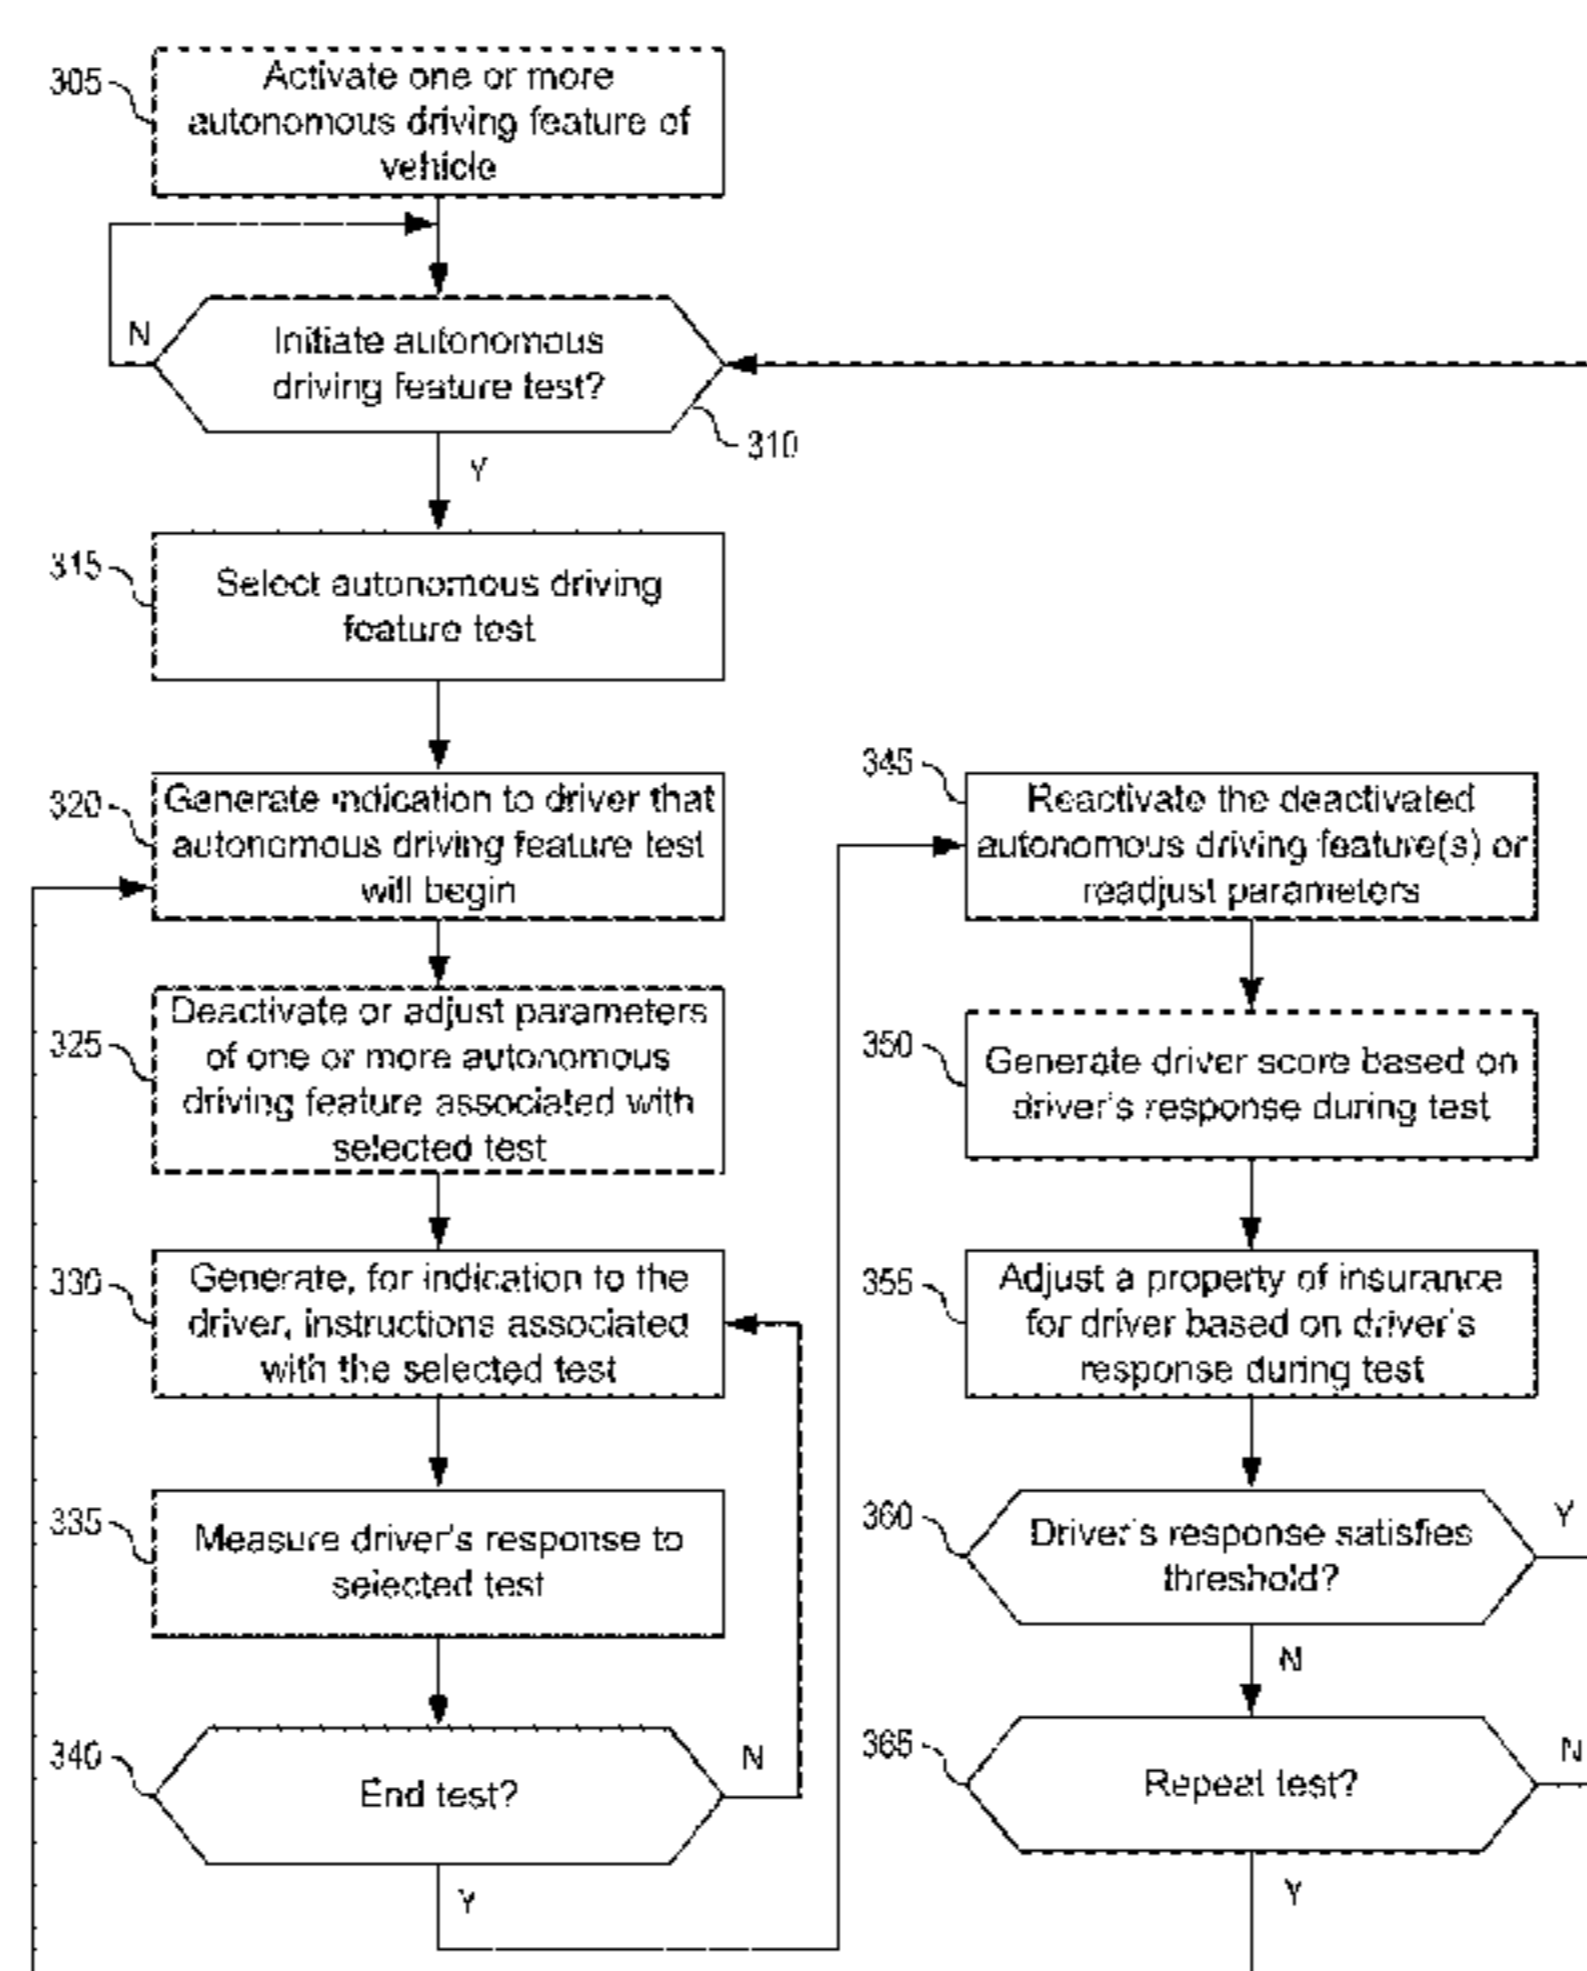 305
Activate one or more
autonomous driving feature of
vehicle
N
Initiate autonomous
driving feature test?
310
Y
315
Select autonomous driving
feature test
320
Generate indication to driver that
autonomous driving feature test
will begin
325
Deactivate or adjust parameters
of one or more autonomous
driving feature associated with
selected test
330
Generate, for indication to the
driver, instructions associated
with the selected test
335
Measure driver's response to
selected test
340
End test?
N
Y
345
Reactivate the deactivated
autonomous driving feature(s) or
readjust parameters
350
Generate driver score based on
driver's response during test
355
Adjust a property of insurance
for driver based on driver's
response during test
360
Driver's response satisfies
threshold?
Y
N
365
Repeat test?
N
Y